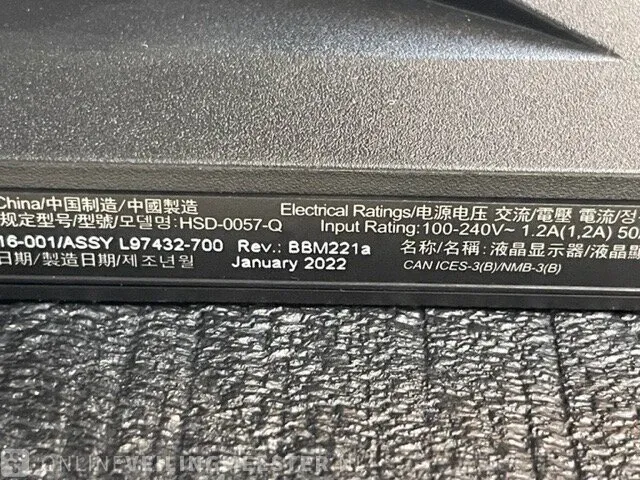 China/中国制造/中國製造
规定型号/型號/모델명:HSD-0057-Q
16-001/ASSY L97432-700 Rev.: BBM221a
日期/製造日期/제조년월 January 2022
Electrical Ratings/电源电压 交流/電壓 電流/정
Input Rating:100-240V~ 1.2A(1,2A) 50
名称/名稱:液晶显示器/液晶顯
CAN ICES-3(B)/NMB-3(B)
ONLINEVEILINGMEESTER